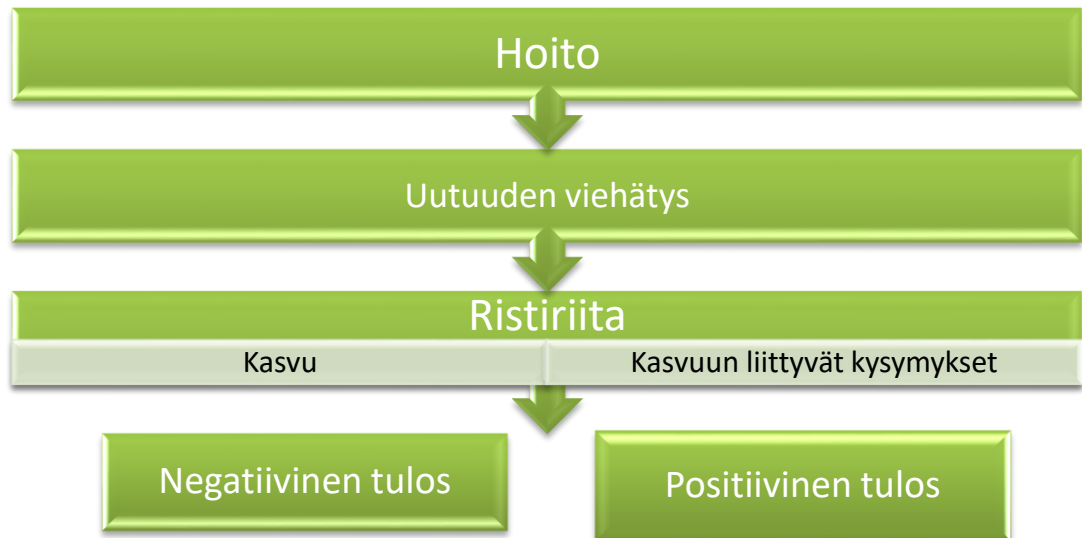 Hoito
Uutuuden viehätys
Ristiriita
Kasvu
Kasvuun liittyvät kysymykset
Negatiivinen tulos
Positiivinen tulos